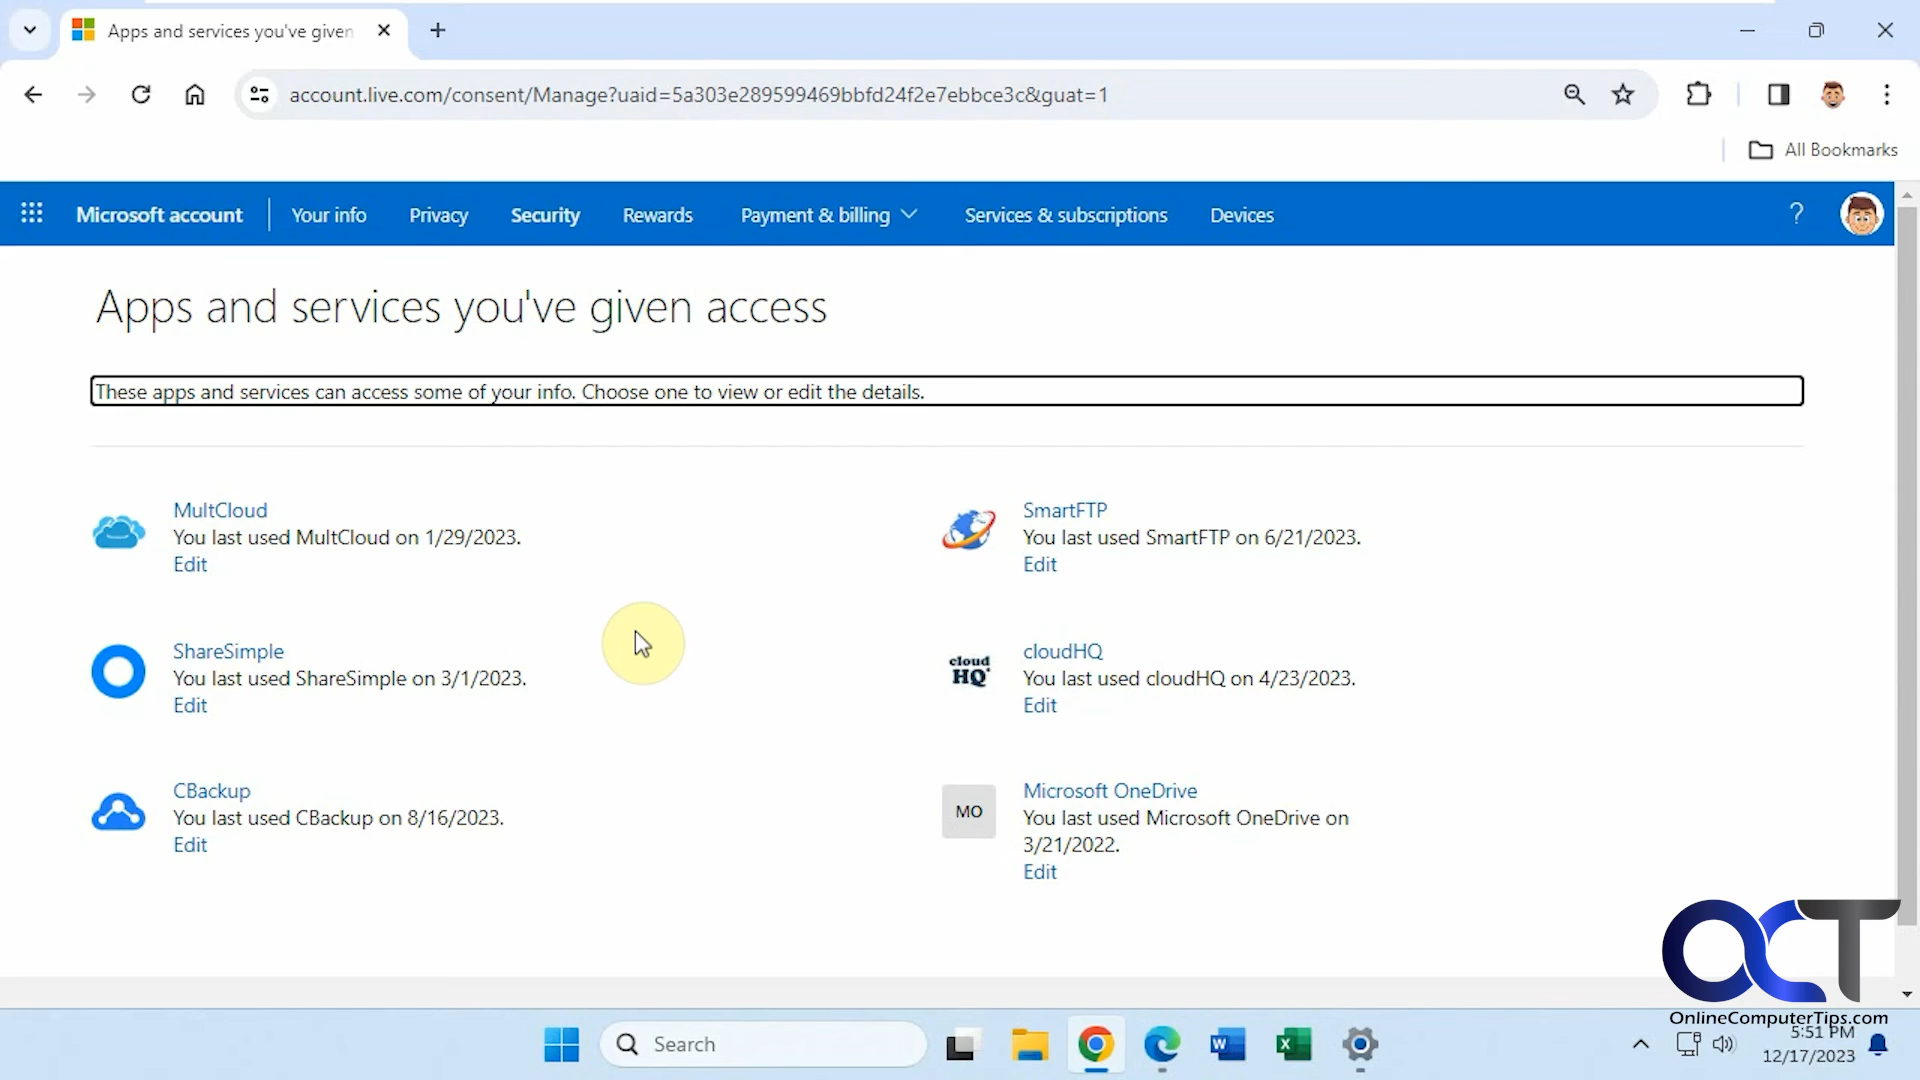 Apps and services you've given
account.live.com/consent/Manage?uaid=5a303e289599469bbfd24f2e7ebbce3c&guat=1
All Bookmarks
Microsoft account
Your info
Privacy
Security
Rewards
Payment & billing
Services & subscriptions
Devices
?
Apps and services you've given access
These apps and services can access some of your info. Choose one to view or edit the details.
MultCloud
You last used MultCloud on 1/29/2023.
Edit
SmartFTP
You last used SmartFTP on 6/21/2023.
Edit
ShareSimple
You last used ShareSimple on 3/1/2023.
Edit
cloud
HQ
cloudHQ
You last used cloudHQ on 4/23/2023.
Edit
CBackup
You last used CBackup on 8/16/2023.
Edit
MO
Microsoft OneDrive
You last used Microsoft OneDrive on
3/21/2022.
Edit
OCT
OnlineComputerTips.com
Search
W
X
5:51 PM
12/17/2023